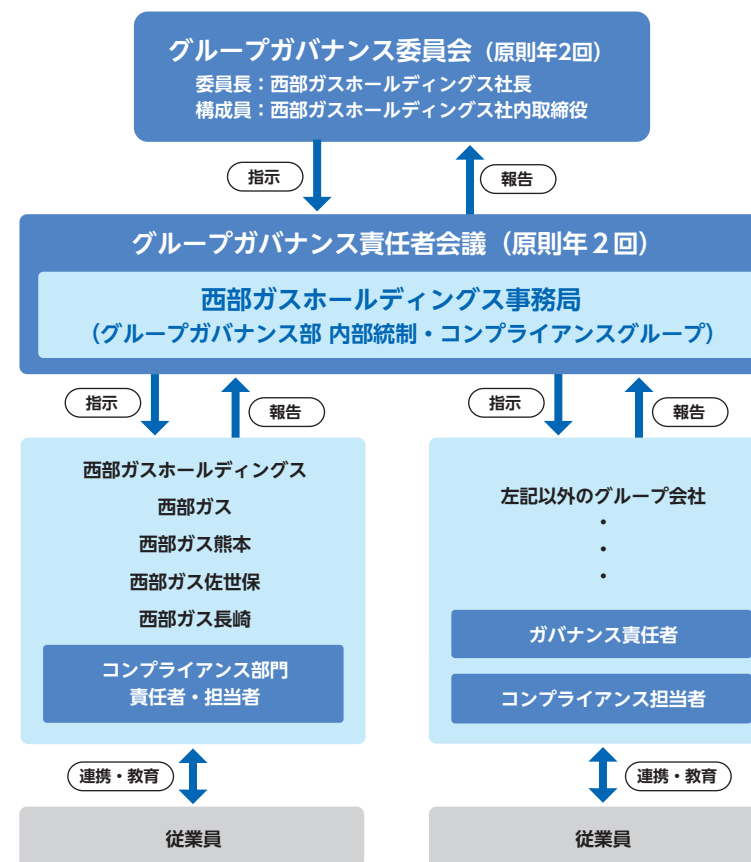 グループガバナンス委員会（原則年2回）
委員長：西部ガスホールディングス社長
構成員：西部ガスホールディングス社内取締役
指示
報告
グループガバナンス責任者会議（原則年２回）
西部ガスホールディングス事務局
（グループガバナンス部 内部統制・コンプライアンスグループ）
指示
報告
指示
報告
西部ガスホールディングス
西部ガス
西部ガス熊本
西部ガス佐世保
西部ガス長崎
コンプライアンス部門
責任者・担当者
左記以外のグループ会社
・
・
・
ガバナンス責任者
コンプライアンス担当者
連携・教育
連携・教育
従業員
従業員